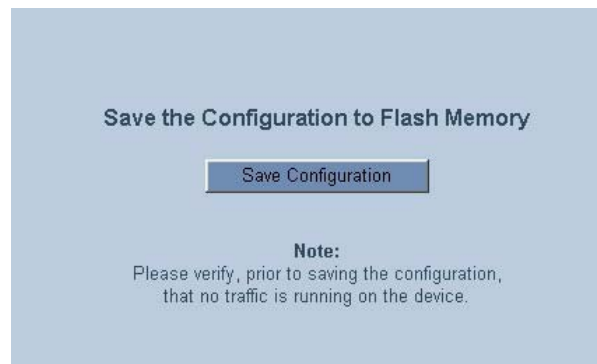 Save the Configuration to Flash Memory
Save Configuration
Note:
Please verify, prior to saving the configuration,
that no traffic is running on the device.